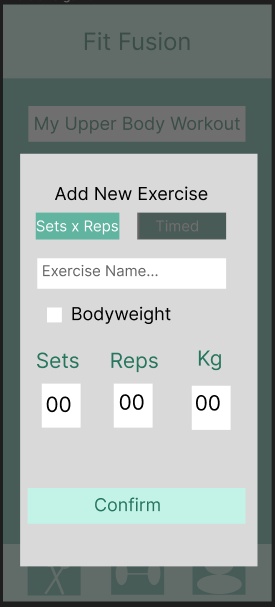 Fit Fusion
My Upper Body Workout
Add New Exercise
Sets x Reps Timed
Exercise Name...
Bodyweight
Sets Reps Kg
00 00 00
Confirm